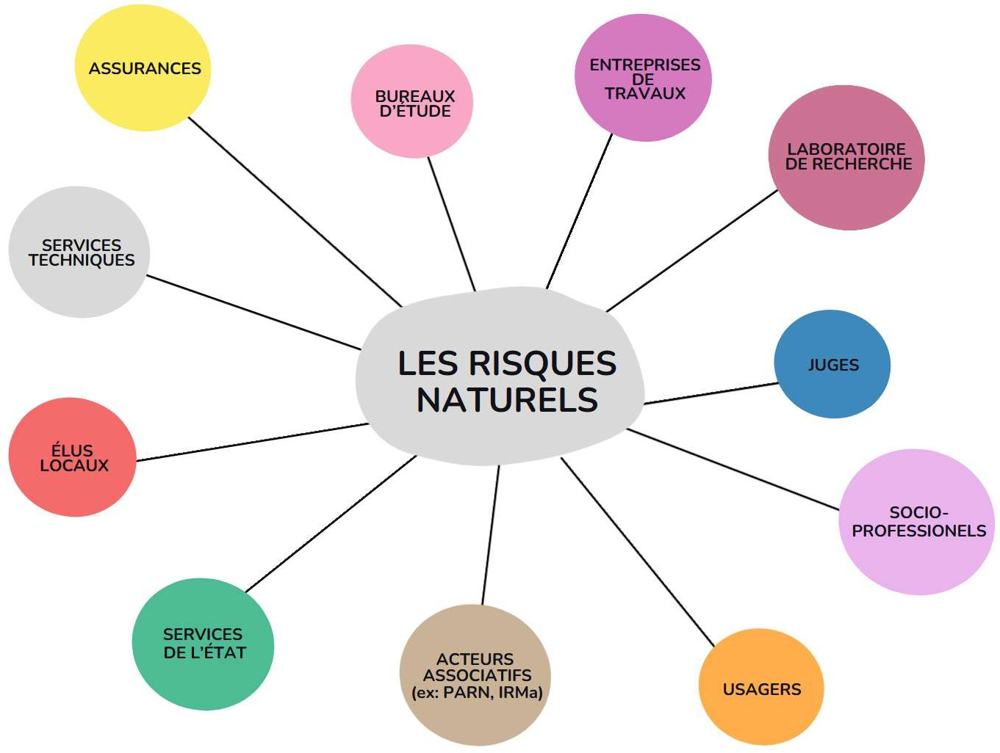 ASSURANCES
BUREAUX
D'ÉTUDE
ENTREPRISES
DE
TRAVAUX
LABORATOIRE
DE RECHERCHE
SERVICES
TECHNIQUES
LES RISQUES
NATURELS
JUGES
ÉLUS
LOCAUX
SOCIO-
PROFESSIONELS
SERVICES
DE L'ÉTAT
ACTEURS
ASSOCIATIFS
(ex: PARN, IRMa)
USAGERS